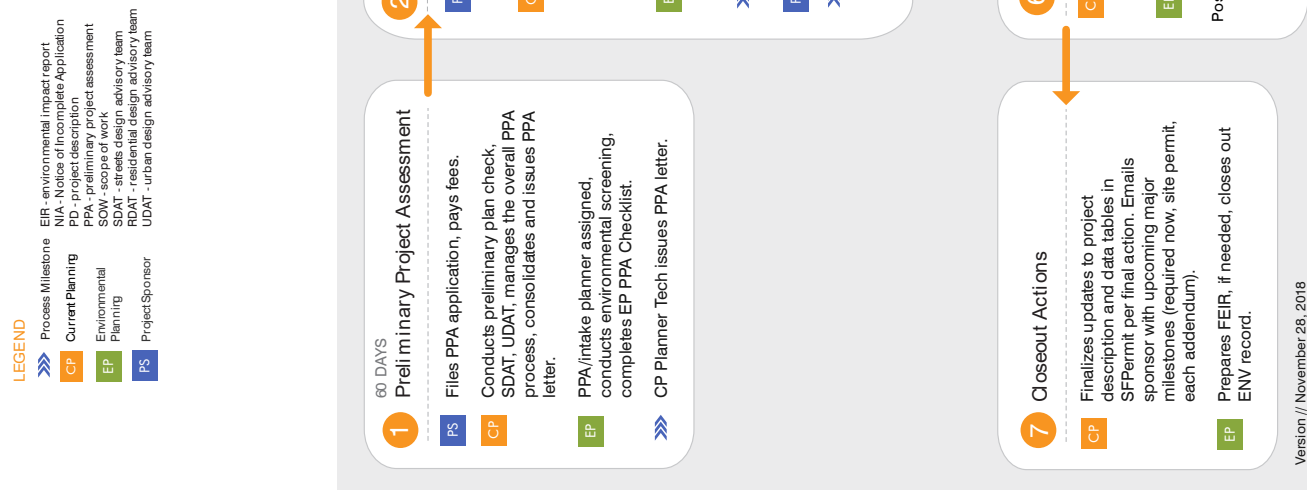 LEGEND
Process Milestone
CP
Current Planning
EP
Environmental
Planning
PS
Project Sponsor
EIR - environmental impact report
NIA - Notice of Incomplete Application
PD - project description
PPA - preliminary project assessment
SOW - scope of work
SDAT - streets design advisory team
RDAT - residential design advisory team
UDAT - urban design advisory team
60 DAYS
1
Preliminary Project Assessment
PS
Files PPA application, pays fees.
CP
Conducts preliminary plan check,
SDAT, UDAT, manages the overall PPA
process, consolidates and issues PPA
letter.
EP
PPA/intake planner assigned,
conducts environmental screening,
completes EP PPA Checklist.
CP Planner Tech issues PPA letter.
2
7
Closeout Actions
CP
Finalizes updates to project
description and data tables in
SFPermit per final action. Emails
sponsor with upcoming major
milestones (required now, site permit,
each addendum).
EP
Prepares FEIR, if needed, closes out
ENV record.
Version // November 28, 2018